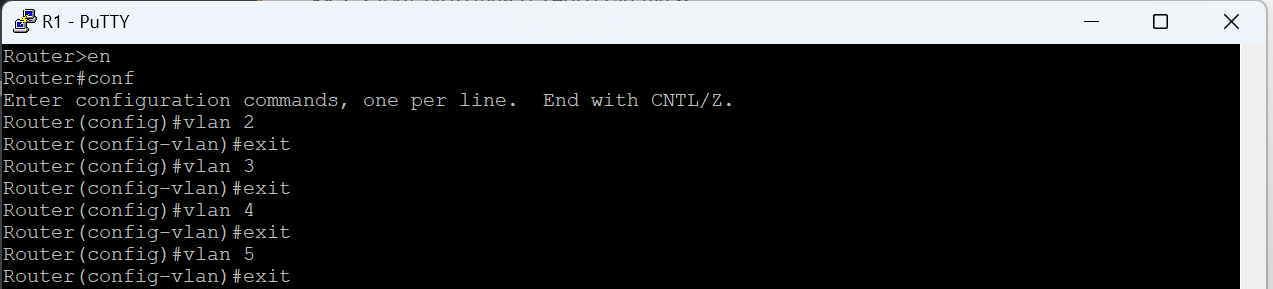 R1 - PuTTY
Router>en
Router#conf
Enter configuration commands, one per line.  End with CNTL/Z.
Router(config)#vlan 2
Router(config-vlan)#exit
Router(config)#vlan 3
Router(config-vlan)#exit
Router(config)#vlan 4
Router(config-vlan)#exit
Router(config)#vlan 5
Router(config-vlan)#exit